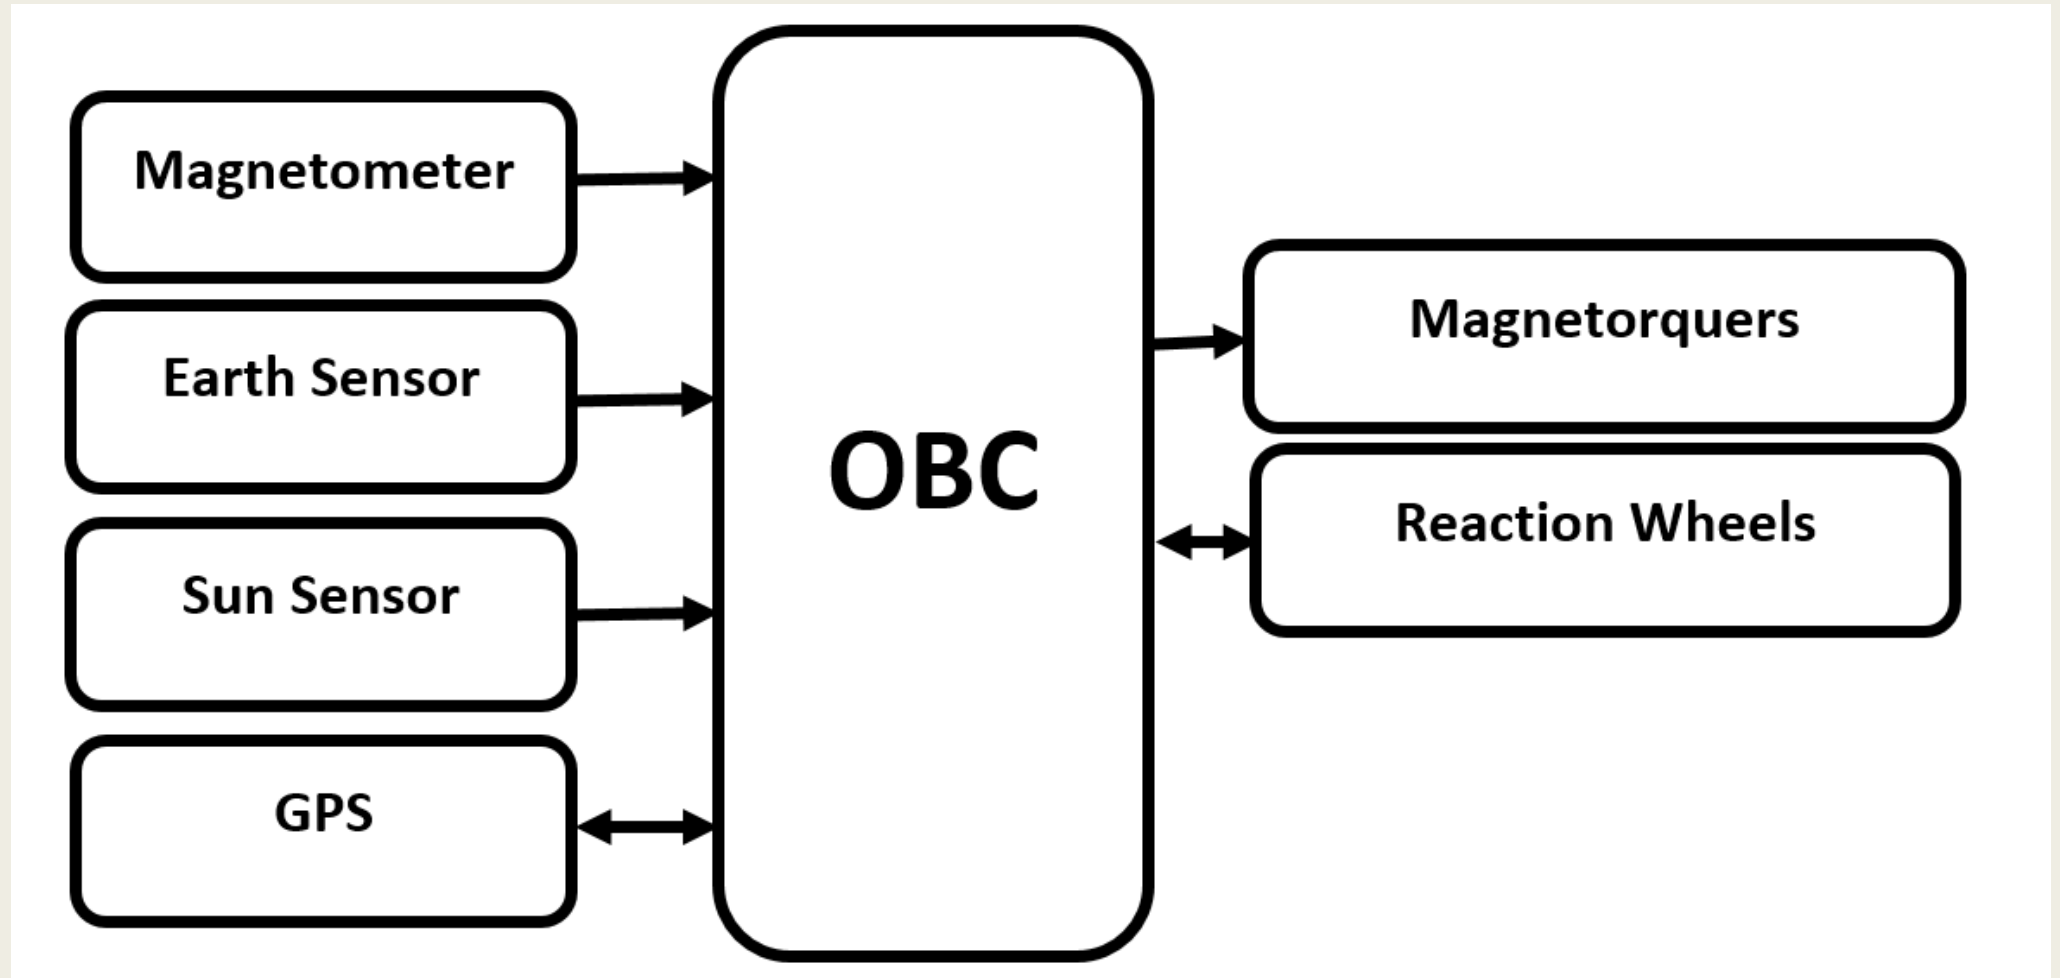 Magnetometer
Earth Sensor
Sun Sensor
GPS
OBC
Magnetorquers
Reaction Wheels